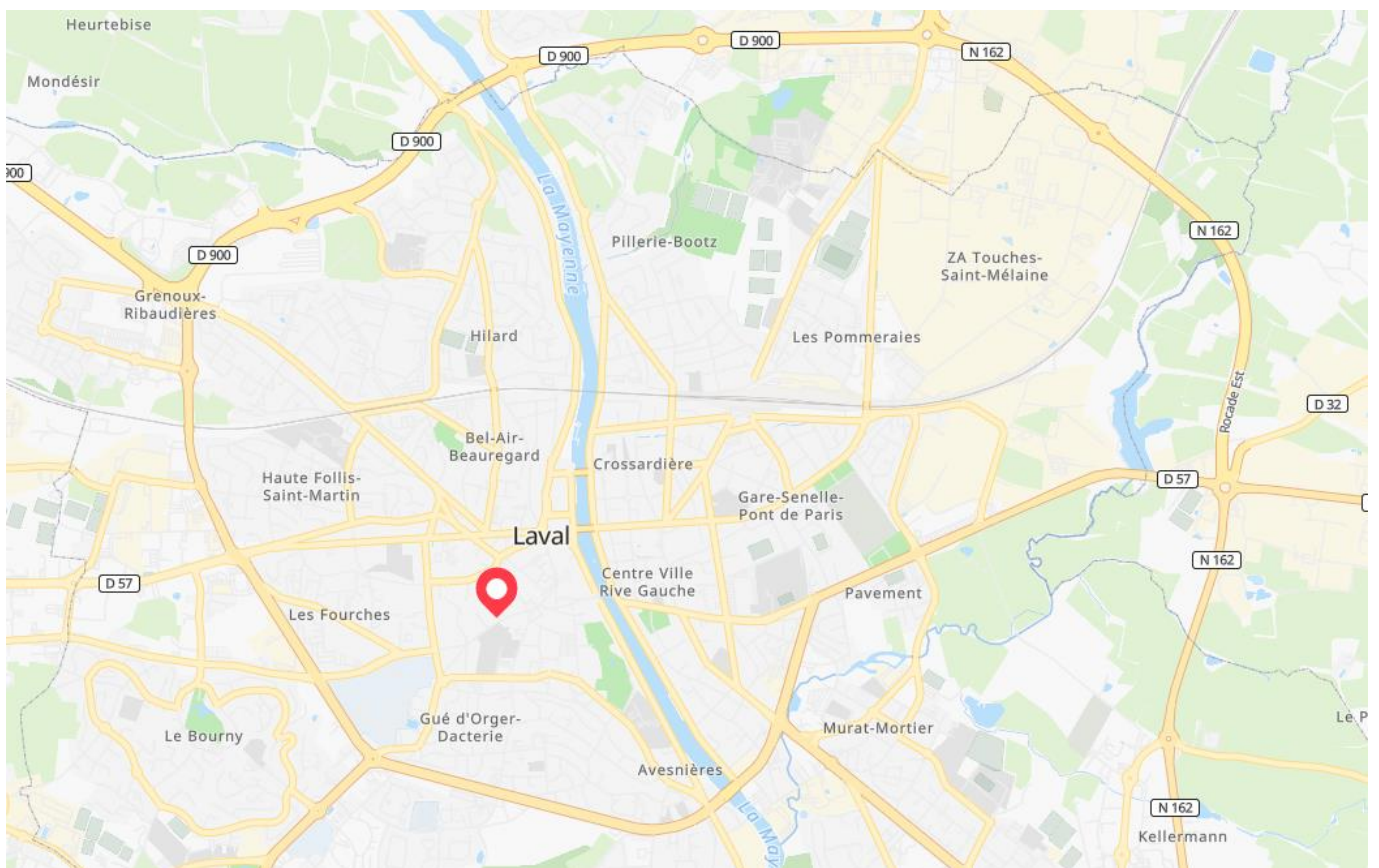 Heurtebise
D 900
D 900
N 162
Mondésir
D 900
900
La Mayenne
Pillerie-Bootz
N 162
D 900
ZA Touches-
Saint-Mélaine
Grenoux-
Ribaudières
Hilard
Les Pommeraies
Rocade Est
D 32
Bel-Air-
Beauregard
Crossardière
Haute Follis-
Saint-Martin
D 57
Gare-Senelle-
Pont de Paris
Laval
N 162
D 57
Centre Ville
Rive Gauche
Pavement
Les Fourches
Le P
Gué d'Orger-
Dacterie
Murat-Mortier
Le Bourny
Avesnières
La May
N 162
Kellermann